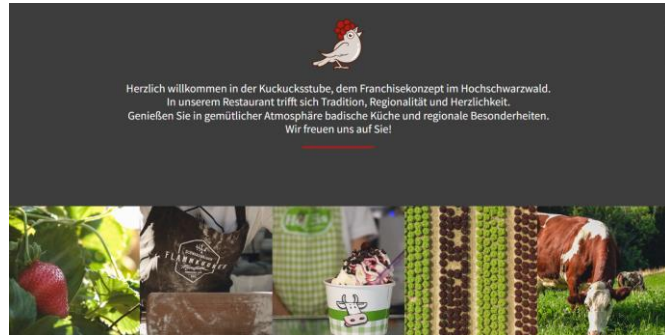 Herzlich willkommen in der Kuckucksstube, dem Franchisekonzept im Hochschwarzwald.
In unserem Restaurant trifft sich Tradition, Regionalität und Herzlichkeit.
Genießen Sie in gemütlicher Atmosphäre badische Küche und regionale Besonderheiten.
Wir freuen uns auf Sie!
FLAMMKUCHEN